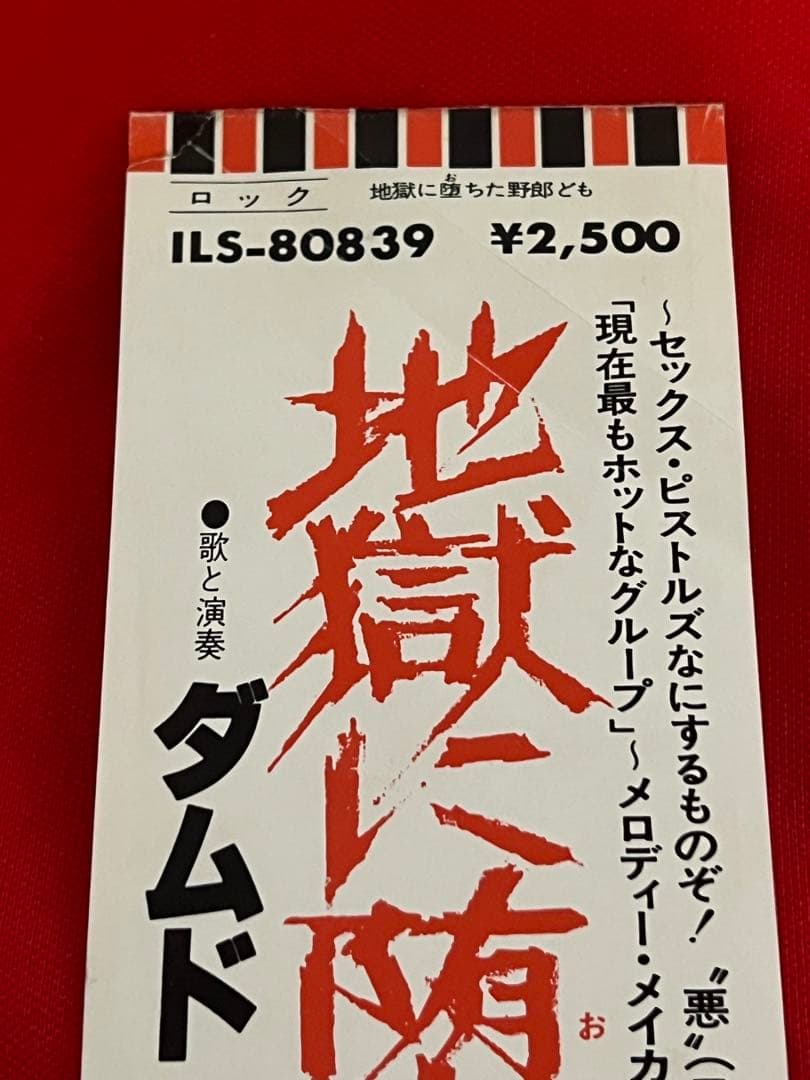 ロック
地獄に堕ちた野郎ども
お
ILS-80839 ¥2,500
〜セックス・ピストルズなにするものぞ！〝悪〟(
「現在最もホットなグループ」〜メロディー・メイカ
地獄に堕
お
●歌と演奏 ダムド